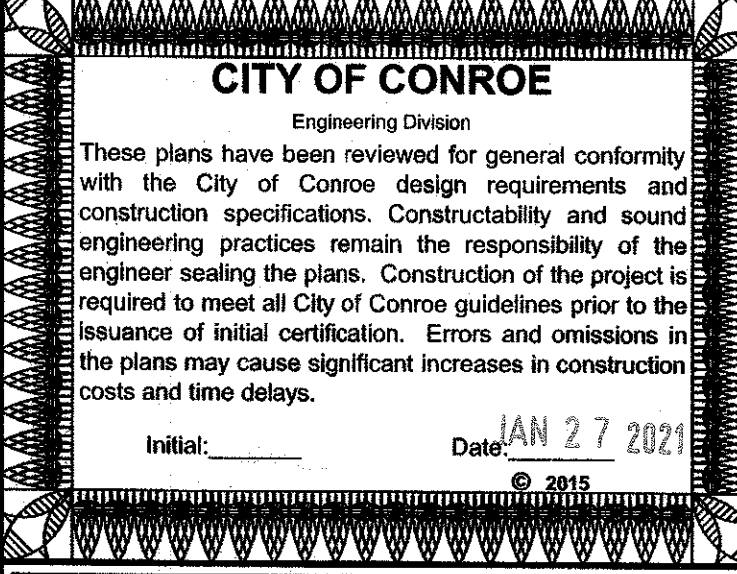 CITY OF CONROE
Engineering Division
These plans have been reviewed for general conformity
with the City of Conroe design requirements and
construction specifications. Constructability and sound
engineering practices remain the responsibility of the
engineer sealing the plans. Construction of the project is
required to meet all City of Conroe guidelines prior to the
issuance of initial certification. Errors and omissions in
the plans may cause significant increases in construction
costs and time delays.
Initial:________ Date:JAN 27 2021
© 2015